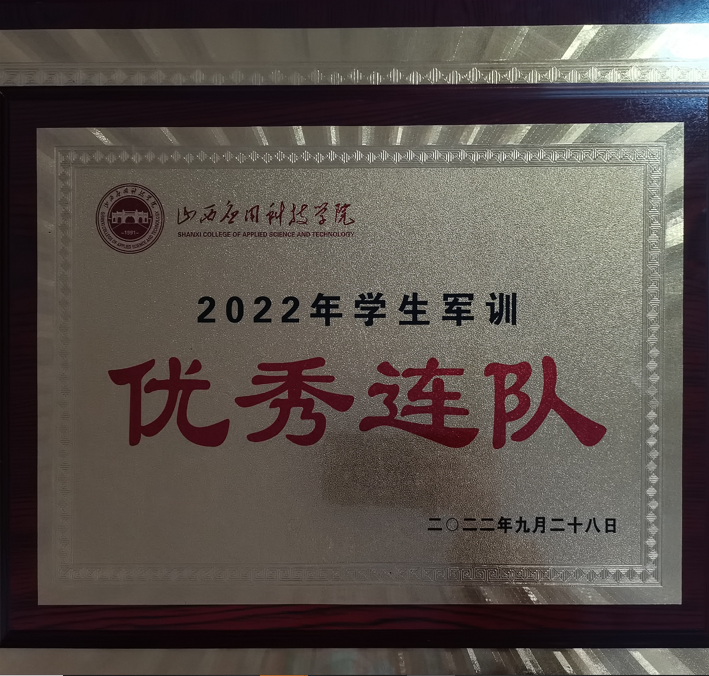 山西应用科技学院
SHANXI COLLEGE OF APPLIED SCIENCE AND TECHNOLOGY
·1991·
2022年学生军训
优秀连队
二〇二二年九月二十八日